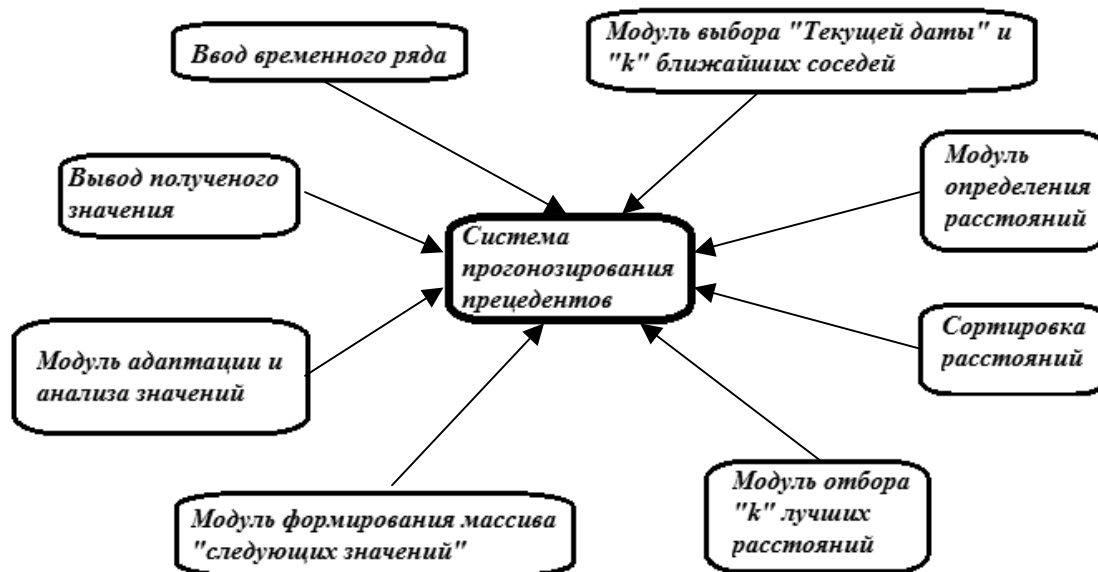 Ввод временного ряда
Модуль выбора "Текущей даты" и
"k" ближайших соседей
Вывод полученого
значения
Модуль
определения
расстояний
Система
прогонозирования
прецедентов
Сортировка
расстояний
Модуль адаптации и
анализа значений
Модуль формирования массива
"следующих значений"
Модуль отбора
"k" лучших
расстояний